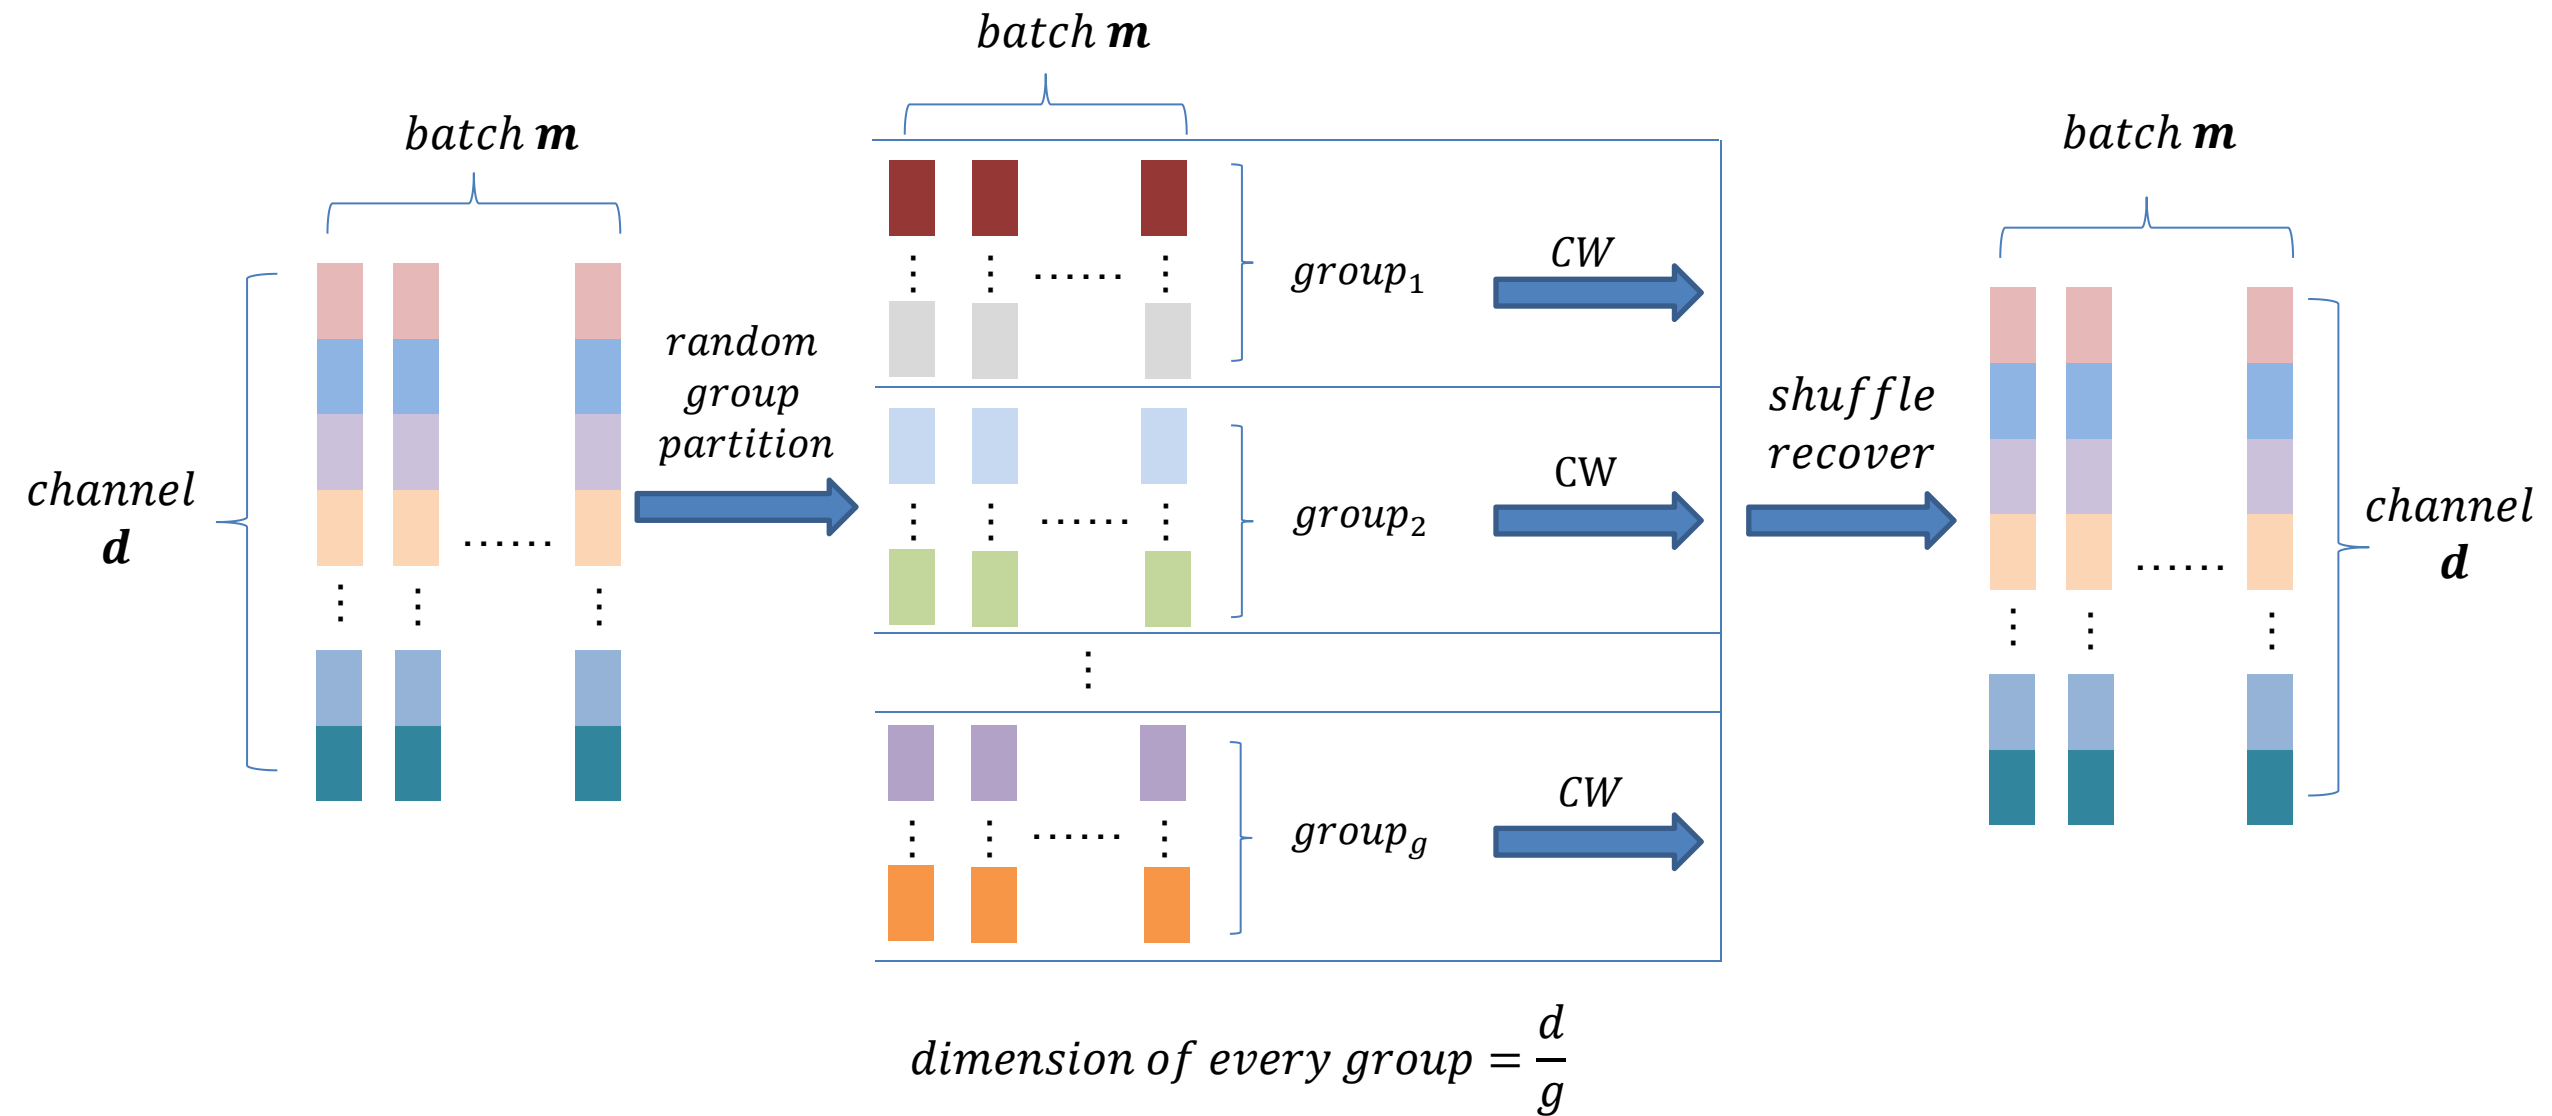 batch m
channel
d
random
group
partition
batch m
group₁
CW
group₂
CW
⋮
group_g
CW
dimension of every group = d/g
shuffle
recover
batch m
channel
d